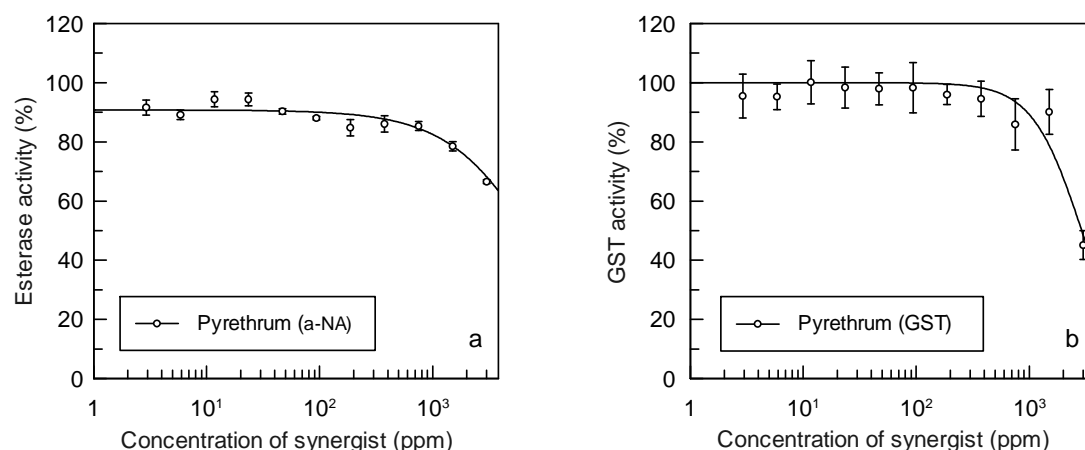 120
100
80
60
40
20
0
Esterase activity (%)
Pyrethrum (a-NA)
a
1
10¹
10²
10³
Concentration of synergist (ppm)
120
100
80
60
40
20
0
GST activity (%)
Pyrethrum (GST)
b
1
10¹
10²
10³
Concentration of synergist (ppm)